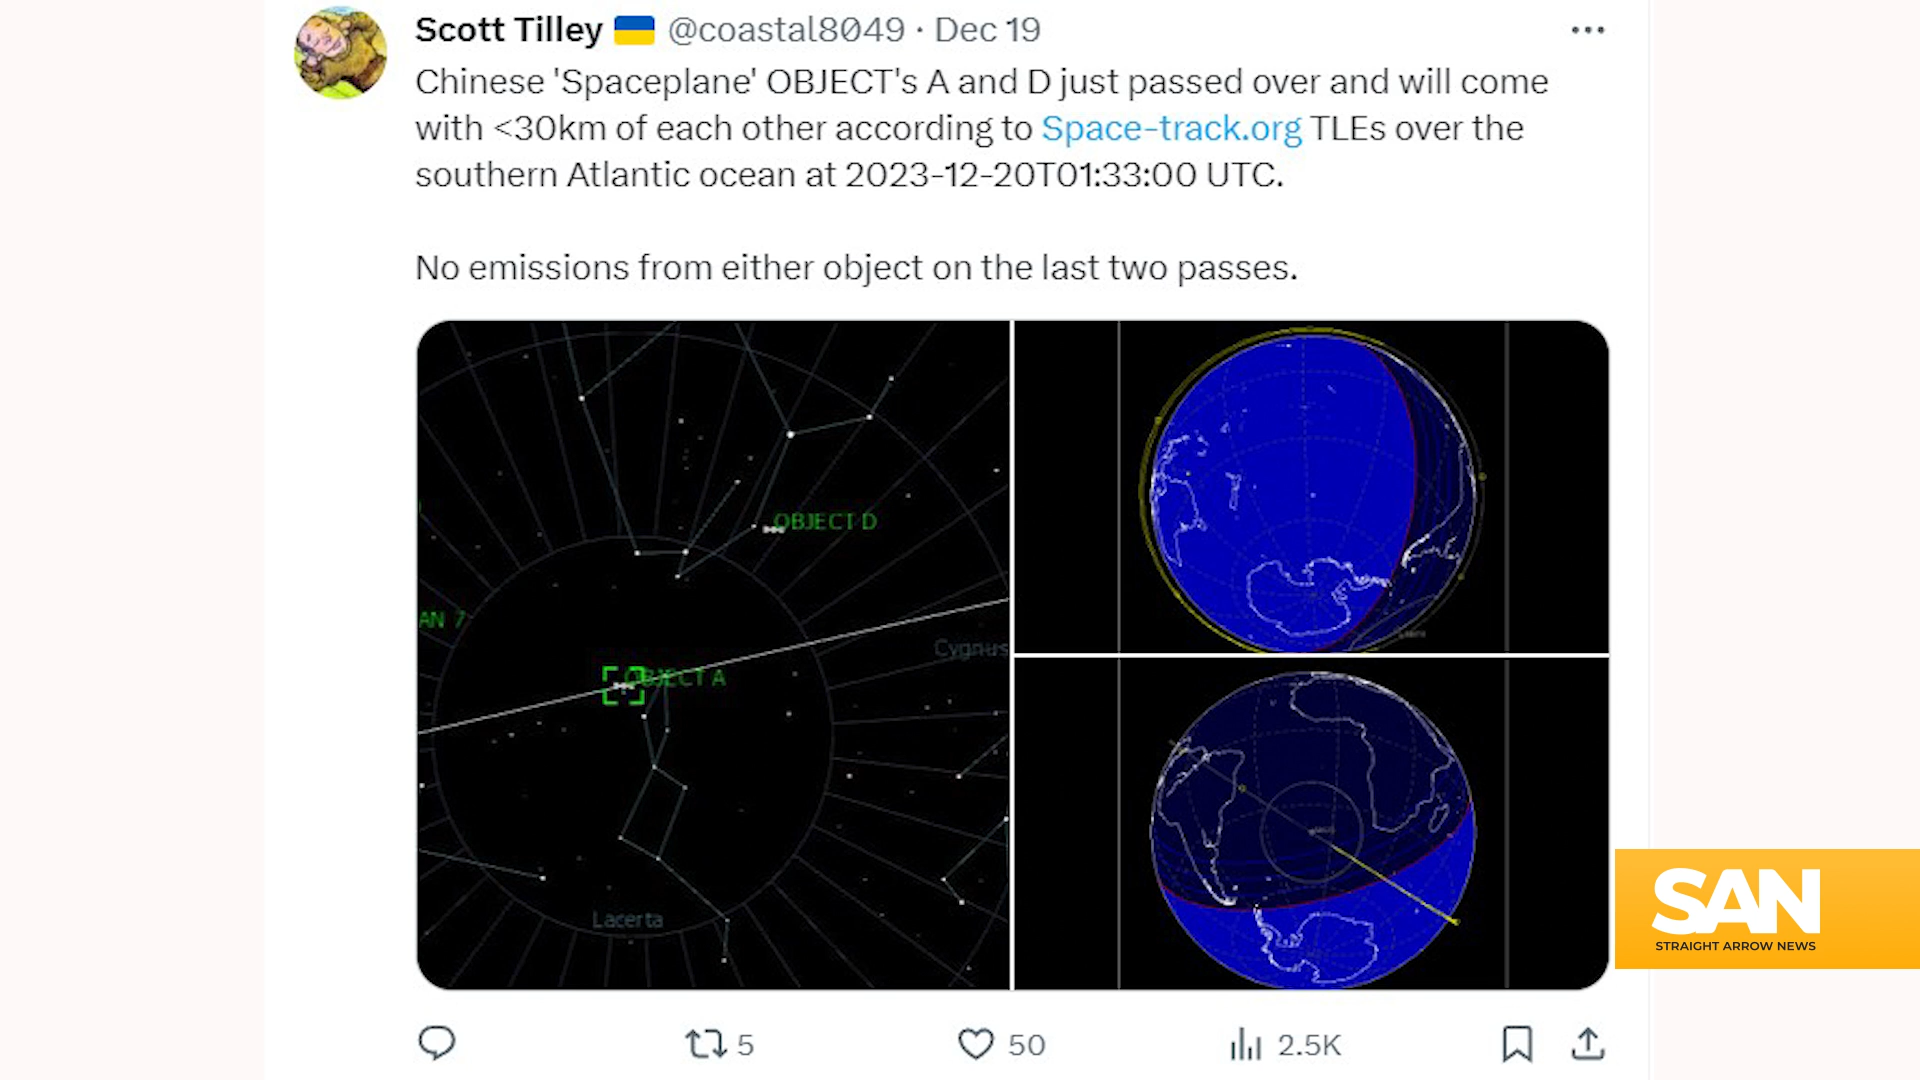 Scott Tilley 🇺🇦 @coastal8049 · Dec 19
Chinese 'Spaceplane' OBJECT's A and D just passed over and will come
with <30km of each other according to Space-track.org TLEs over the
southern Atlantic ocean at 2023-12-20T01:33:00 UTC.
No emissions from either object on the last two passes.
OBJECT D
AN 7
Cygnus
OBJECT A
Lacerta
SAN
STRAIGHT ARROW NEWS
5
50
2.5K